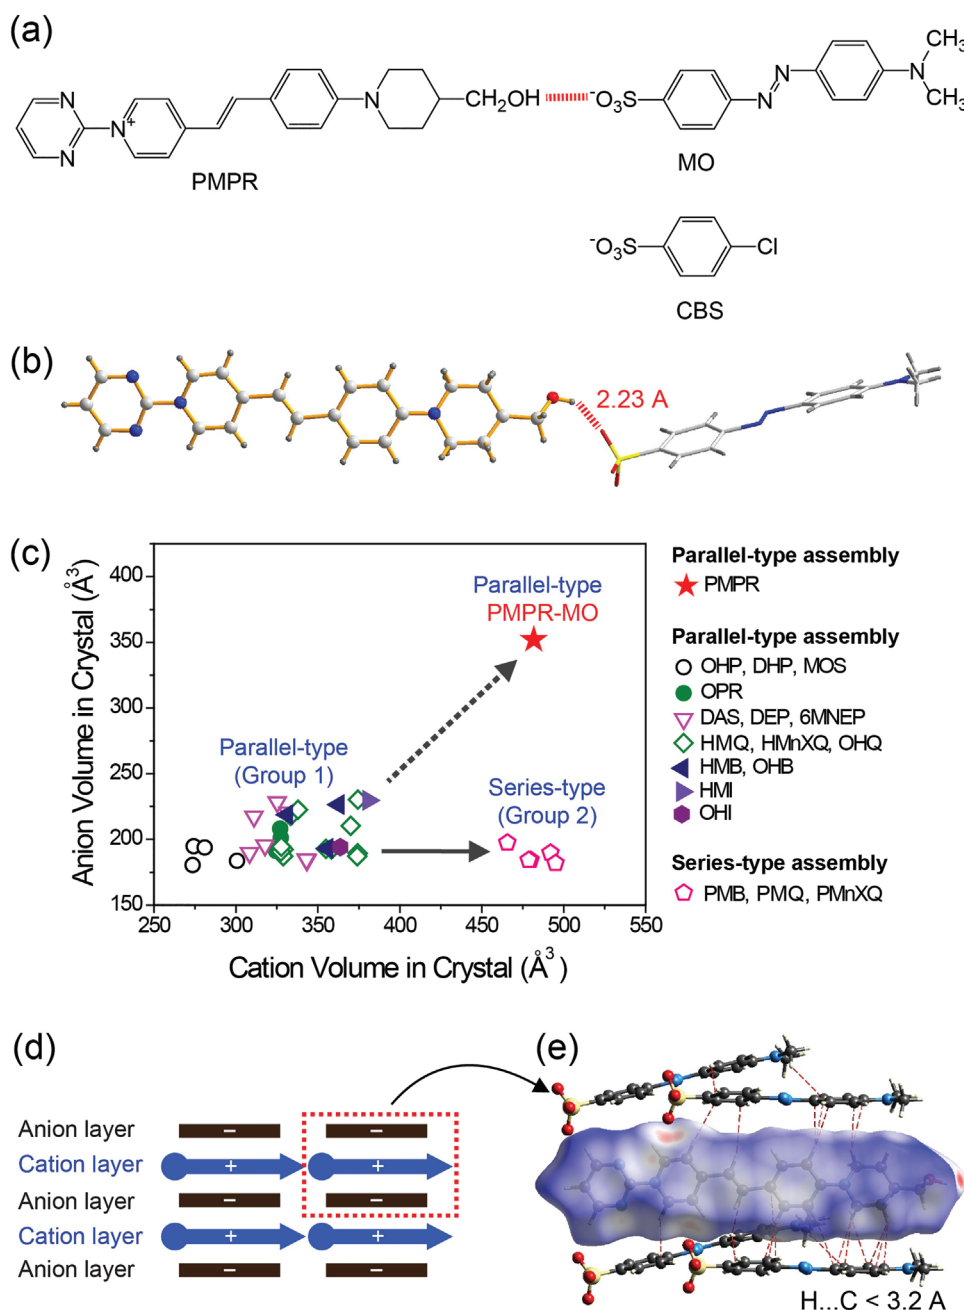 (a)
N
N
N+
N
CH2OH
-O3S
N
N
N
CH3
CH3
PMPR
MO
-O3S
Cl
CBS
(b)
2.23 A
(c)
Anion Volume in Crystal (Å3)
400
350
300
250
200
150
250
300
350
400
450
500
550
Cation Volume in Crystal (Å3)
Parallel-type
PMPR-MO
Parallel-type
(Group 1)
Series-type
(Group 2)
Parallel-type assembly
PMPR
Parallel-type assembly
OHP, DHP, MOS
OPR
DAS, DEP, 6MNEP
HMQ, HMnXQ, OHQ
HMB, OHB
HMI
OHI
Series-type assembly
PMB, PMQ, PMnXQ
(d)
Anion layer − −
Cation layer + +
Anion layer − −
Cation layer + +
Anion layer − −
(e)
H...C < 3.2 A